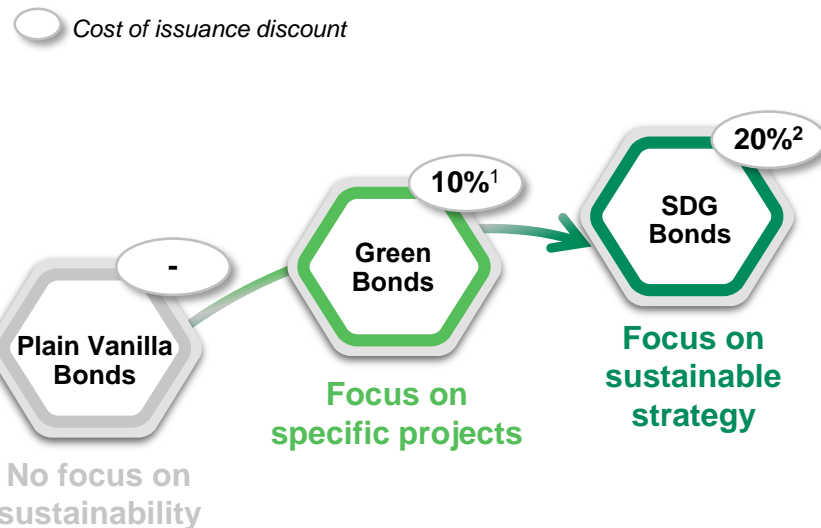 Cost of issuance discount
20%²
SDG
Bonds
10%¹
Green
Bonds
-
Plain Vanilla
Bonds
Focus on
sustainable
strategy
Focus on
specific projects
No focus on
sustainability